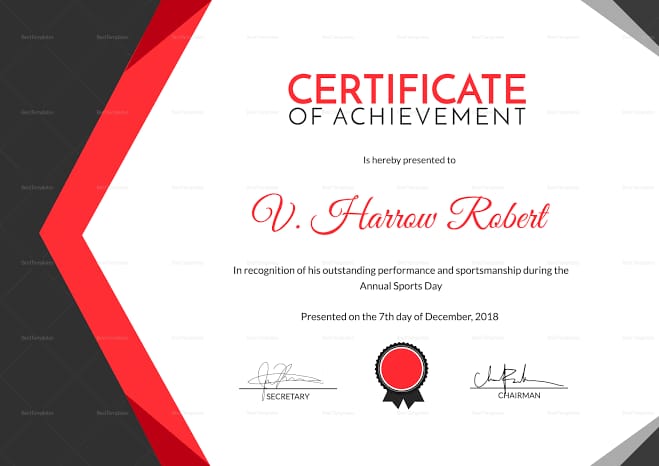 CERTIFICATE
OF ACHIEVEMENT
Is hereby presented to
V. Harrow Robert
In recognition of his outstanding performance and sportsmanship during the
Annual Sports Day
Presented on the 7th day of December, 2018
SECRETARY
CHAIRMAN